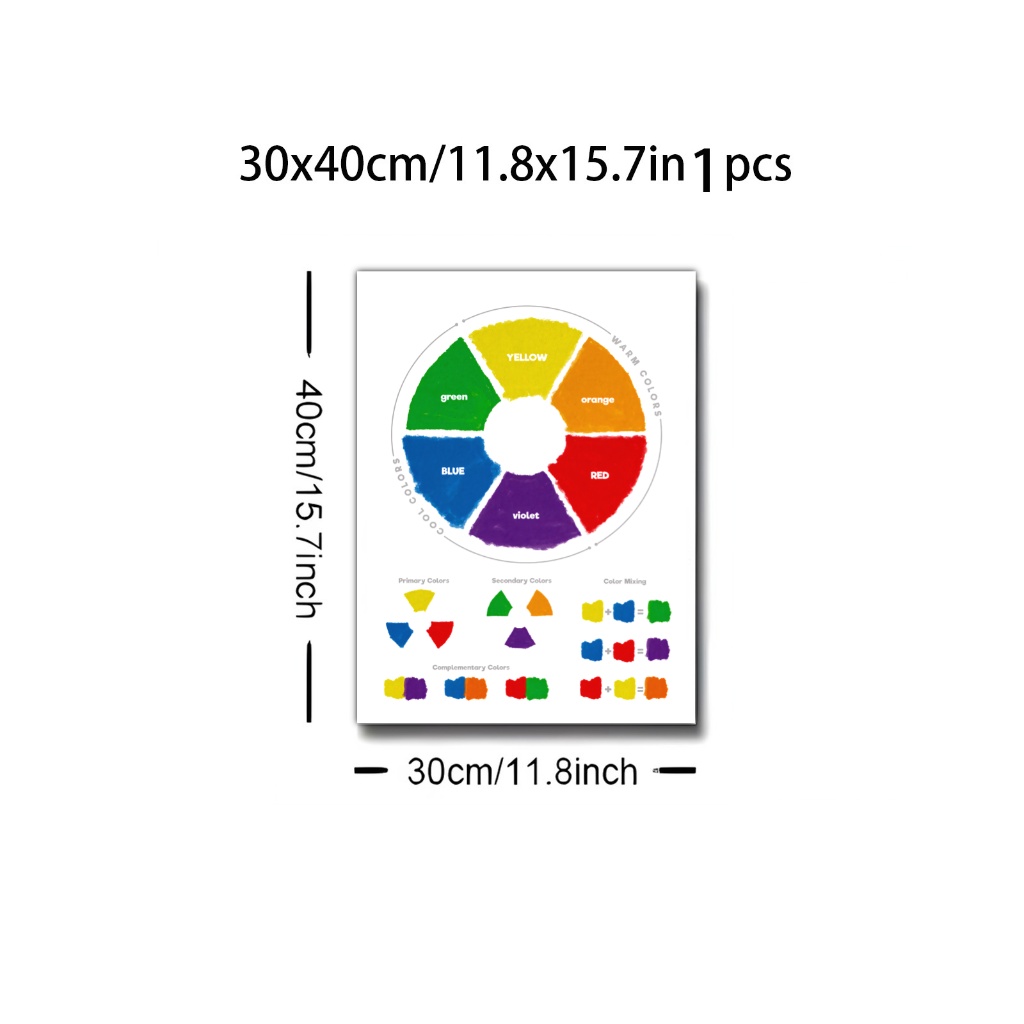 30x40cm/11.8x15.7in 1 pcs
40cm/15.7inch
YELLOW
WARM COLORS
green
orange
BLUE
RED
COOL COLORS
violet
Primary Colors
Secondary Colors
Color Mixing
+ =
+ =
Complementary Colors
+ =
30cm/11.8inch